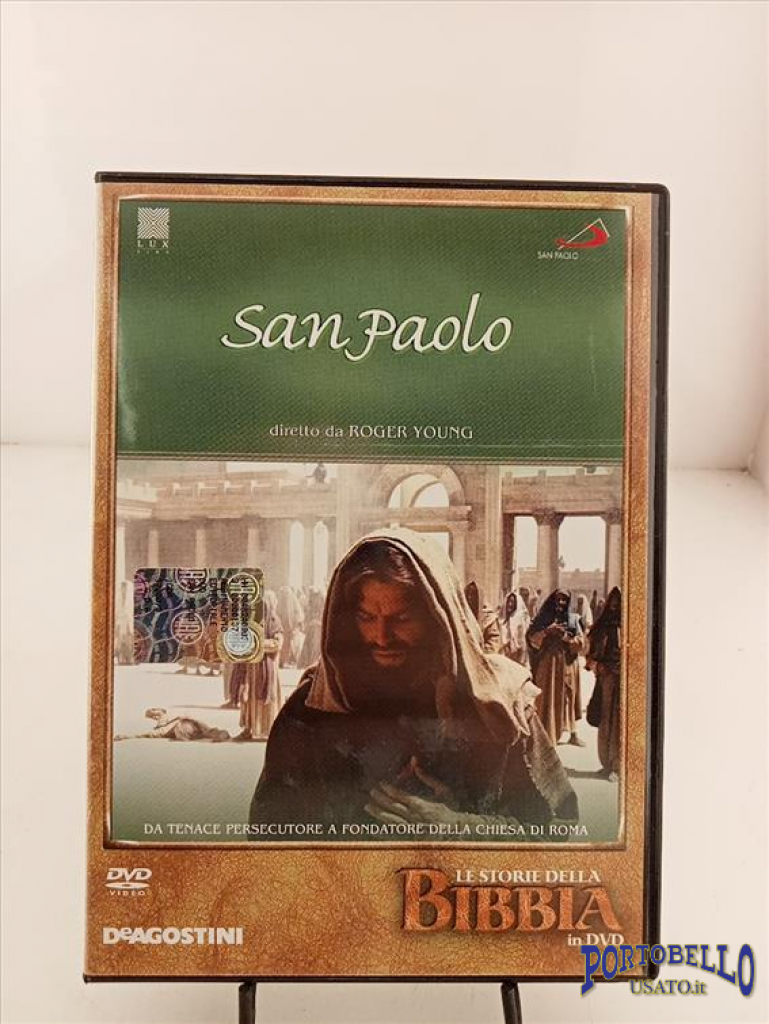 LUX
SAN PAOLO
San Paolo
diretto da ROGER YOUNG
DA TENACE PERSECUTORE A FONDATORE DELLA CHIESA DI ROMA
DVD
VIDEO
LE STORIE DELLA
BIBBIA
in DVD
DeAGOSTINI
PORTOBELLO
USATO.it